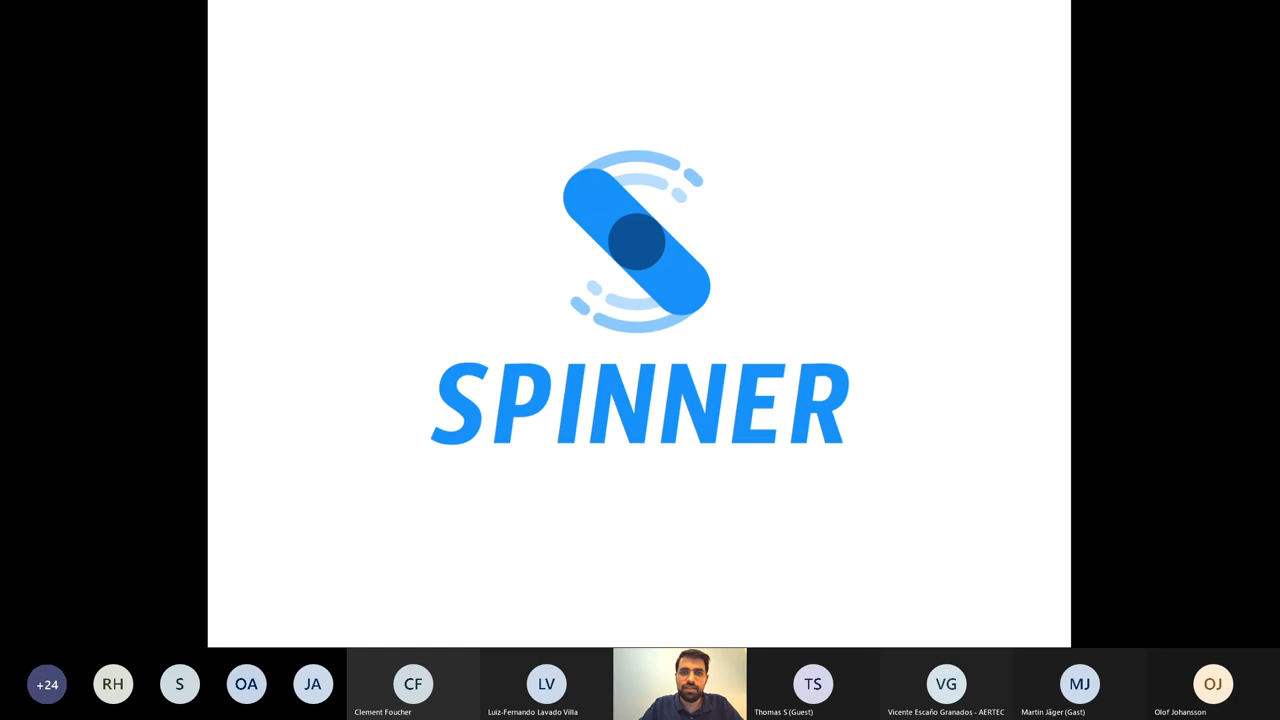 SPINNER
+24
RH
S
OA
JA
CF
Clement Foucher
LV
Luiz-Fernando Lavado Villa
TS
Thomas S (Guest)
VG
Vicente Escaño Granados - AERTEC
MJ
Martin Jäger (Gast)
OJ
Olof Johansson